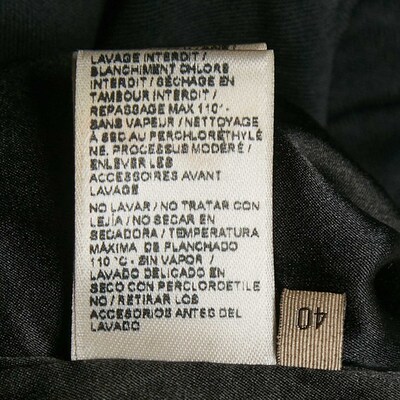 LAVAGE INTERDIT /
BLANCHIMENT CHLORE
INTERDIT / SÉCHAGE EN
TAMBOUR INTERDIT /
REPASSAGE MAX 110°-
SANS VAPEUR / NETTOYAGE
À SEC AU PERCHLORETHYLÈ
NE. PROCESSUS MODÉRÉ /
ENLEVER LES
ACCESSOIRES AVANT
LAVAGE
NO LAVAR / NO TRATAR CON
LEJÍA / NO SECAR EN
SECADORA / TEMPERATURA
MÁXIMA DE PLANCHADO
110 °C - SIN VAPOR /
LAVADO DELICADO EN
SECO CON PERCLOROETILE
NO / RETIRAR LOS
ACCESORIOS ANTES DEL
LAVADO
40